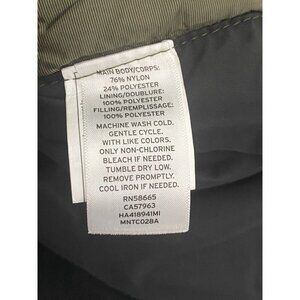 MAIN BODY/CORPS:
76% NYLON
24% POLYESTER
LINING/DOUBLURE:
100% POLYESTER
FILLING/REMPLISSAGE:
100% POLYESTER
MACHINE WASH COLD.
GENTLE CYCLE.
WITH LIKE COLORS.
ONLY NON-CHLORINE
BLEACH IF NEEDED.
TUMBLE DRY LOW.
REMOVE PROMPTLY.
COOL IRON IF NEEDED.
RN58665
CA57963
HA418941MI
MNTC028A